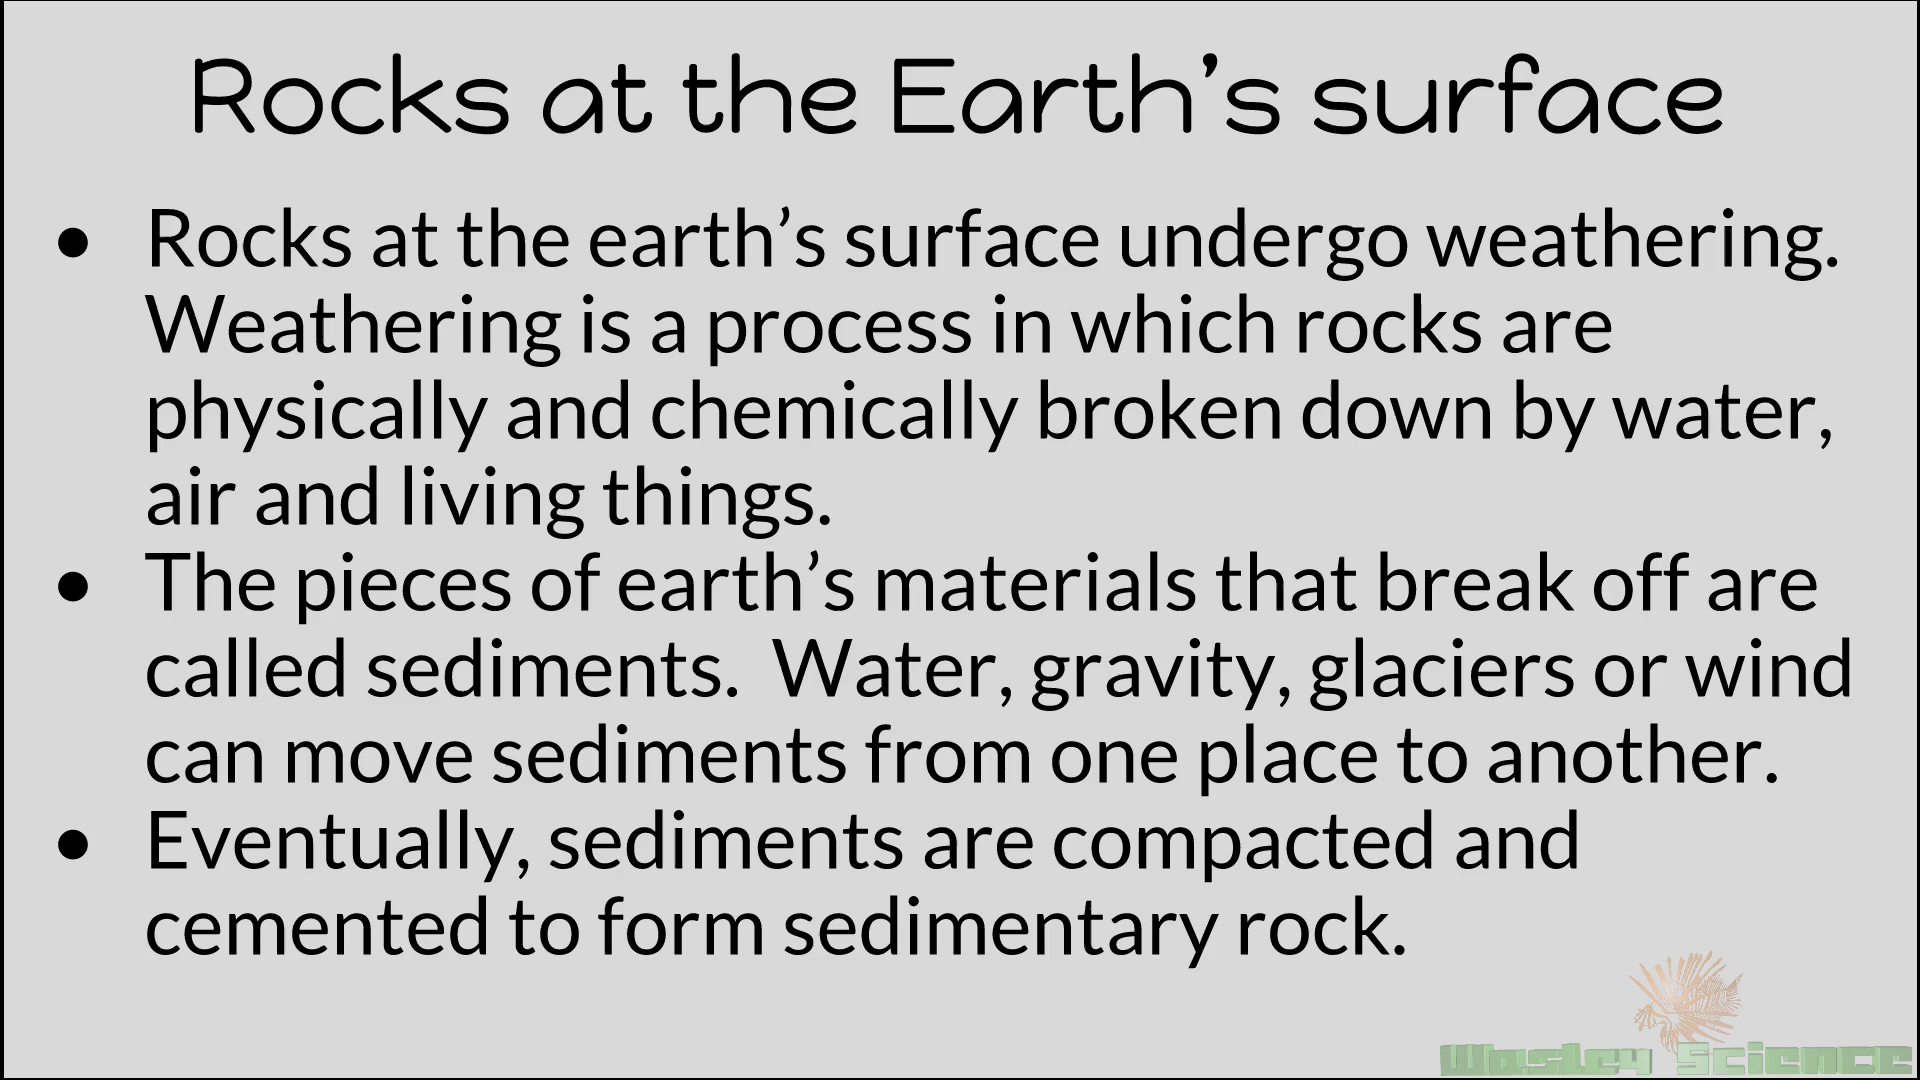 Rocks at the Earth’s surface
● Rocks at the earth’s surface undergo weathering.
Weathering is a process in which rocks are
physically and chemically broken down by water,
air and living things.
● The pieces of earth’s materials that break off are
called sediments.  Water, gravity, glaciers or wind
can move sediments from one place to another.
● Eventually, sediments are compacted and
cemented to form sedimentary rock.
Wasley Science